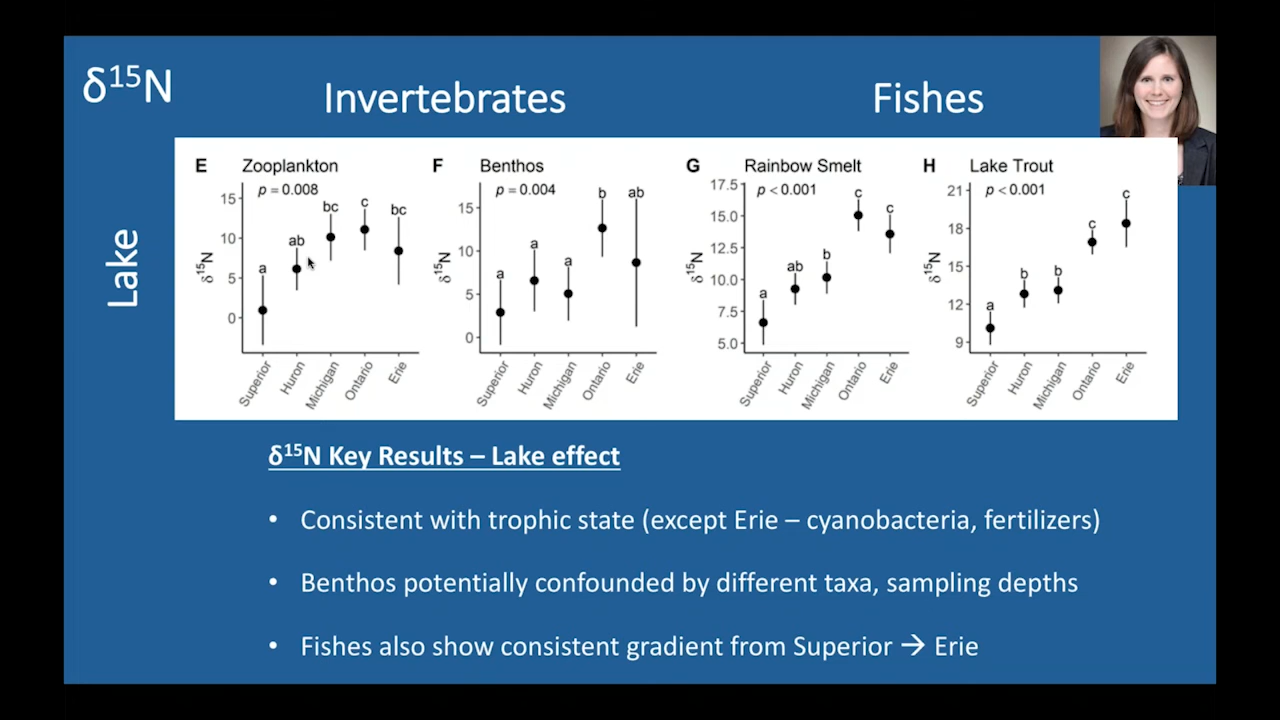 δ¹⁵N
Invertebrates
Fishes
Lake
E Zooplankton
p = 0.008
15
10
5
0
δ¹⁵N
a
ab
bc
c
bc
Superior
Huron
Michigan
Ontario
Erie
F Benthos
p = 0.004
15
10
5
0
δ¹⁵N
a
a
a
b
ab
Superior
Huron
Michigan
Ontario
Erie
G Rainbow Smelt
p < 0.001
17.5
15.0
12.5
10.0
7.5
5.0
δ¹⁵N
a
ab
b
c
c
Superior
Huron
Michigan
Ontario
Erie
H Lake Trout
p < 0.001
21
18
15
12
9
δ¹⁵N
a
b
b
c
c
Superior
Huron
Michigan
Ontario
Erie
δ¹⁵N Key Results – Lake effect
• Consistent with trophic state (except Erie – cyanobacteria, fertilizers)
• Benthos potentially confounded by different taxa, sampling depths
• Fishes also show consistent gradient from Superior → Erie